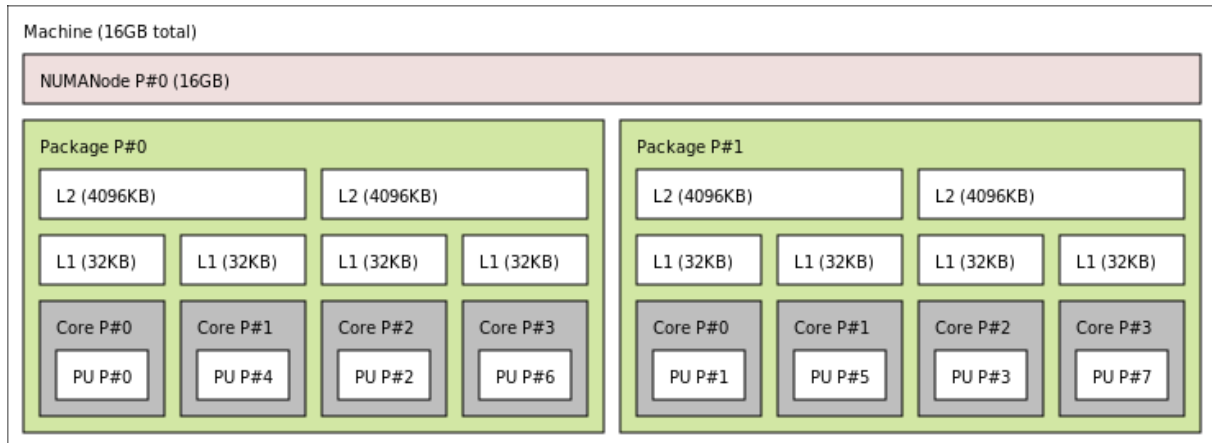 Machine (16GB total)
NUMANode P#0 (16GB)
Package P#0
L2 (4096KB)
L2 (4096KB)
L1 (32KB)
L1 (32KB)
L1 (32KB)
L1 (32KB)
Core P#0
PU P#0
Core P#1
PU P#4
Core P#2
PU P#2
Core P#3
PU P#6
Package P#1
L2 (4096KB)
L2 (4096KB)
L1 (32KB)
L1 (32KB)
L1 (32KB)
L1 (32KB)
Core P#0
PU P#1
Core P#1
PU P#5
Core P#2
PU P#3
Core P#3
PU P#7